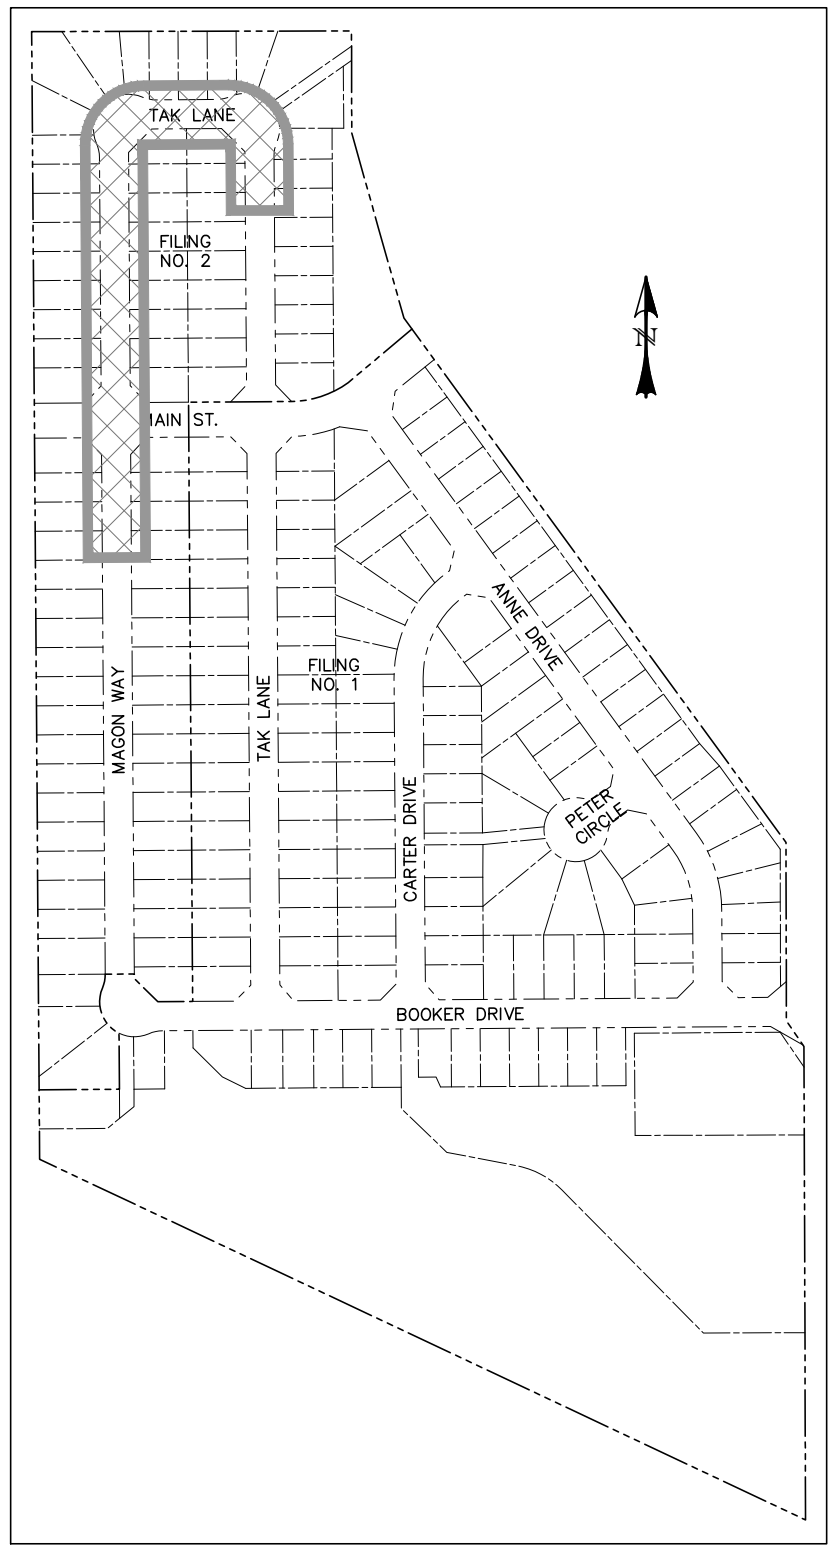 TAK LANE
FILING
NO. 2
N
MAIN ST.
ANNE DRIVE
FILING
NO. 1
MAGON WAY
TAK LANE
CARTER DRIVE
PETER
CIRCLE
BOOKER DRIVE